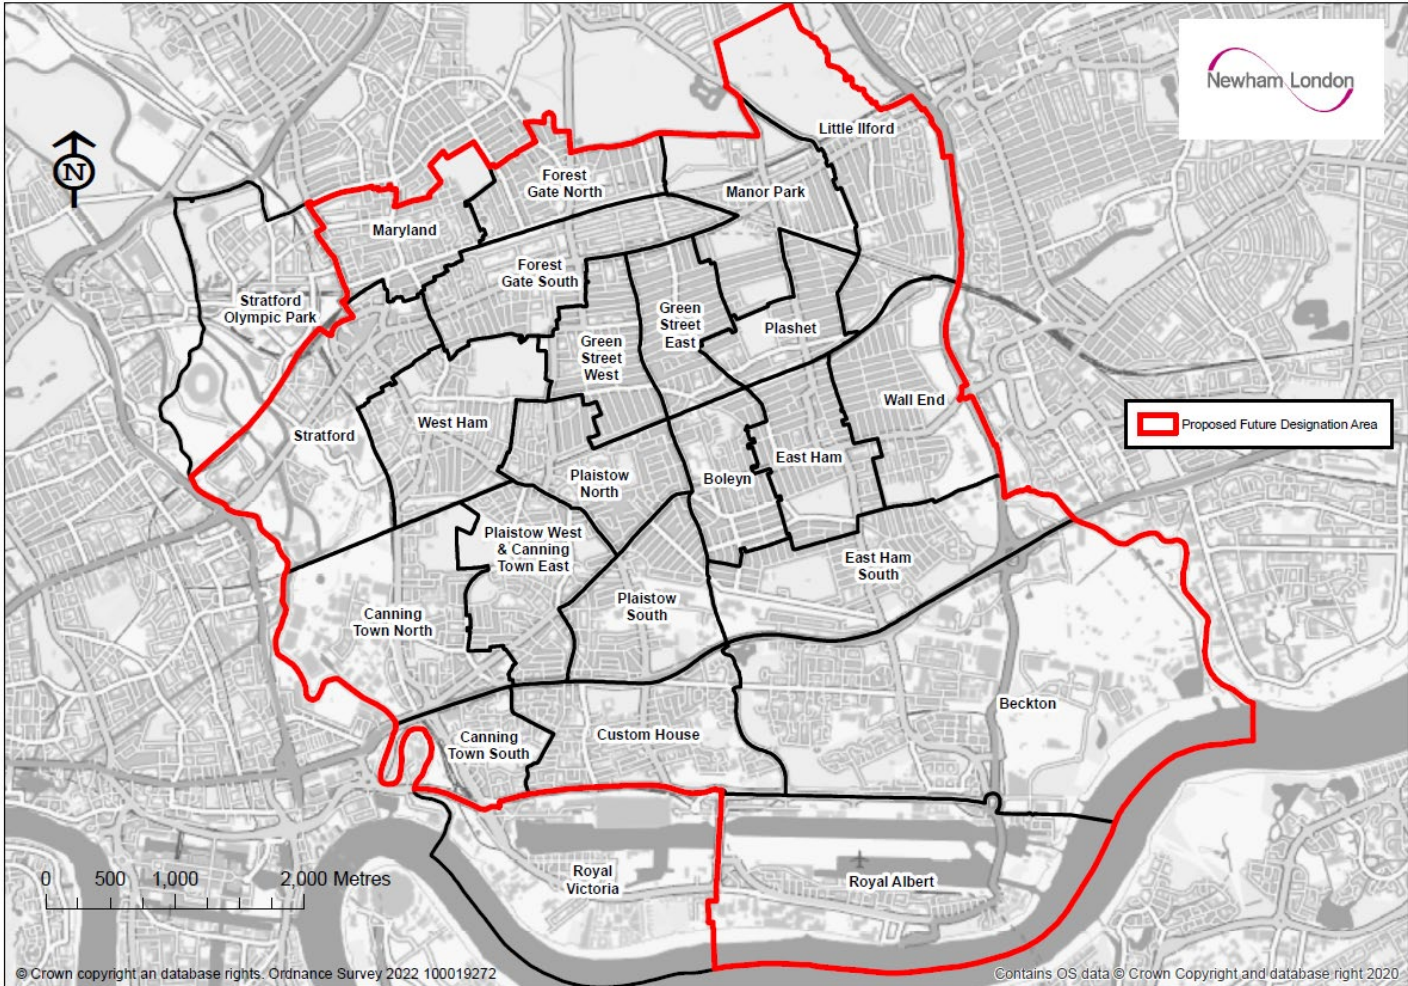 Newham London
N
Little Ilford
Forest
Gate North
Manor Park
Maryland
Forest
Gate South
Stratford
Olympic Park
Green
Street
East
Plashet
Green
Street
West
Wall End
West Ham
Stratford
Proposed Future Designation Area
East Ham
Plaistow
North
Boleyn
Plaistow West
& Canning
Town East
East Ham
South
Plaistow
South
Canning
Town North
Beckton
Canning
Town South
Custom House
Royal
Victoria
Royal Albert
0 500 1,000 2,000 Metres
© Crown copyright an database rights. Ordnance Survey 2022 100019272
Contains OS data © Crown Copyright and database right 2020